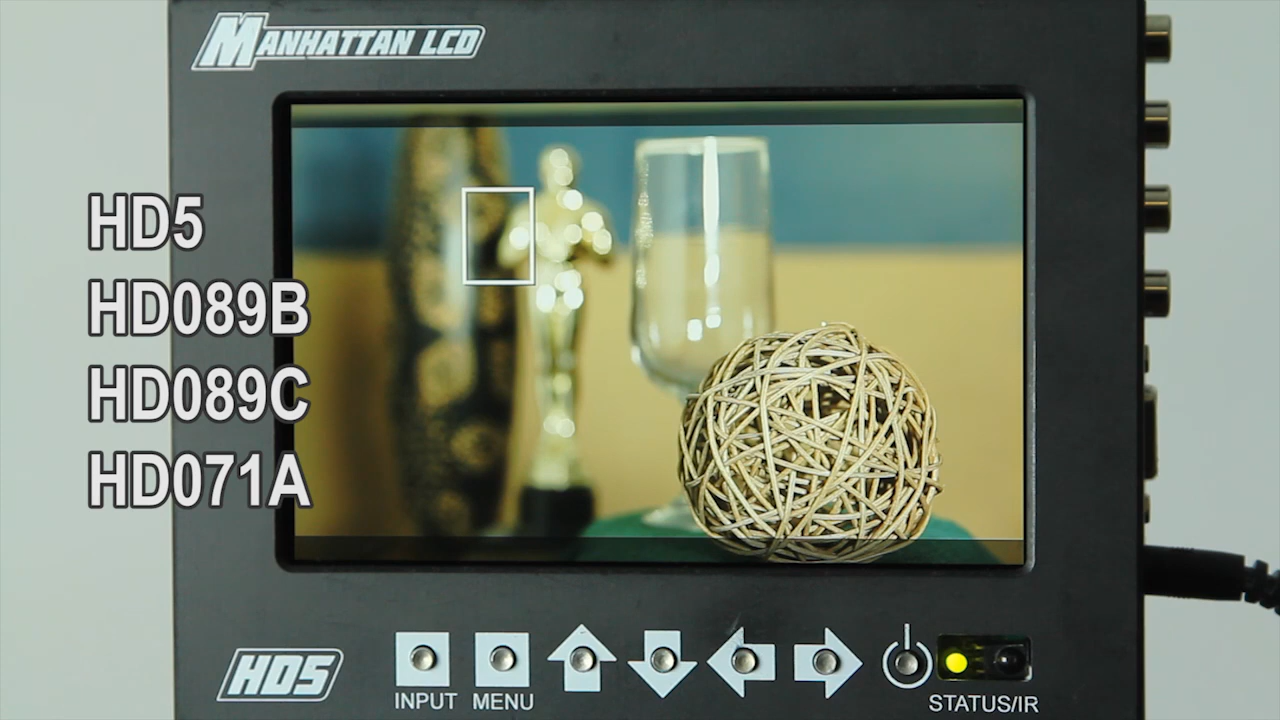 MANHATTAN LCD
HD5
HD089B
HD089C
HD071A
HD5
INPUT
MENU
STATUS/IR